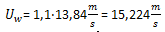 U_w = 1,1·13,84 m/s = 15,224 m/s.